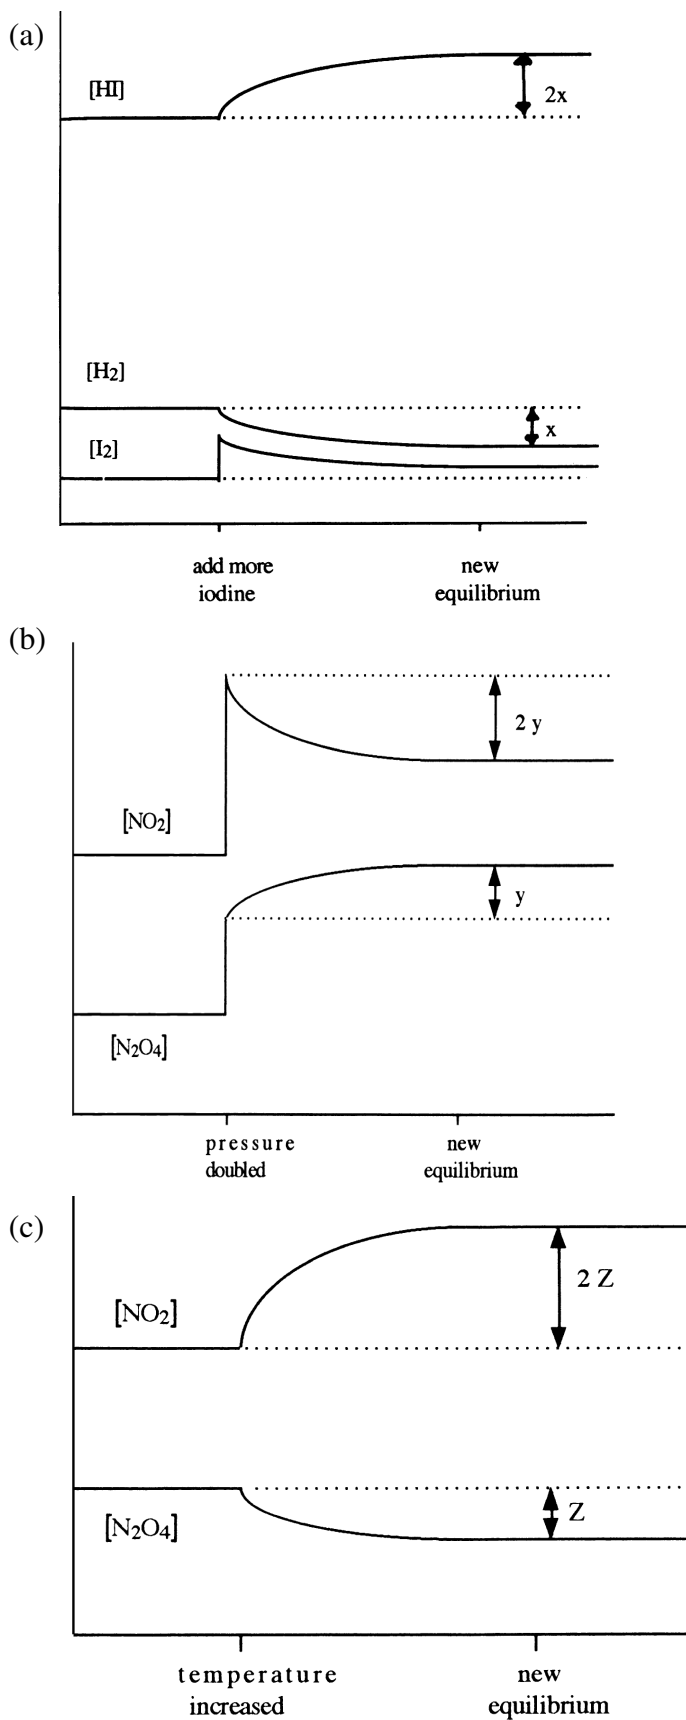 (a)
[HI]
2x
[H₂]
x
[I₂]
add more
iodine
new
equilibrium
(b)
2 y
[NO₂]
y
[N₂O₄]
pressure
doubled
new
equilibrium
(c)
2 Z
[NO₂]
Z
[N₂O₄]
temperature
increased
new
equilibrium